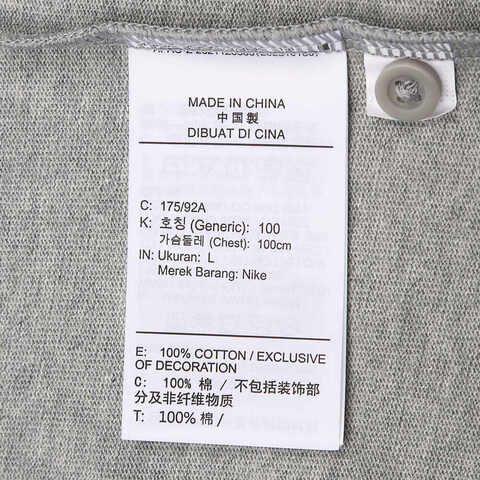 MADE IN CHINA
中国製
DIBUAT DI CINA
C: 175/92A
K: 호칭 (Generic): 100
가슴둘레 (Chest): 100cm
IN: Ukuran: L
Merek Barang: Nike
E: 100% COTTON / EXCLUSIVE
OF DECORATION
C: 100% 棉 / 不包括装饰部
分及非纤维物质
T: 100% 棉 /